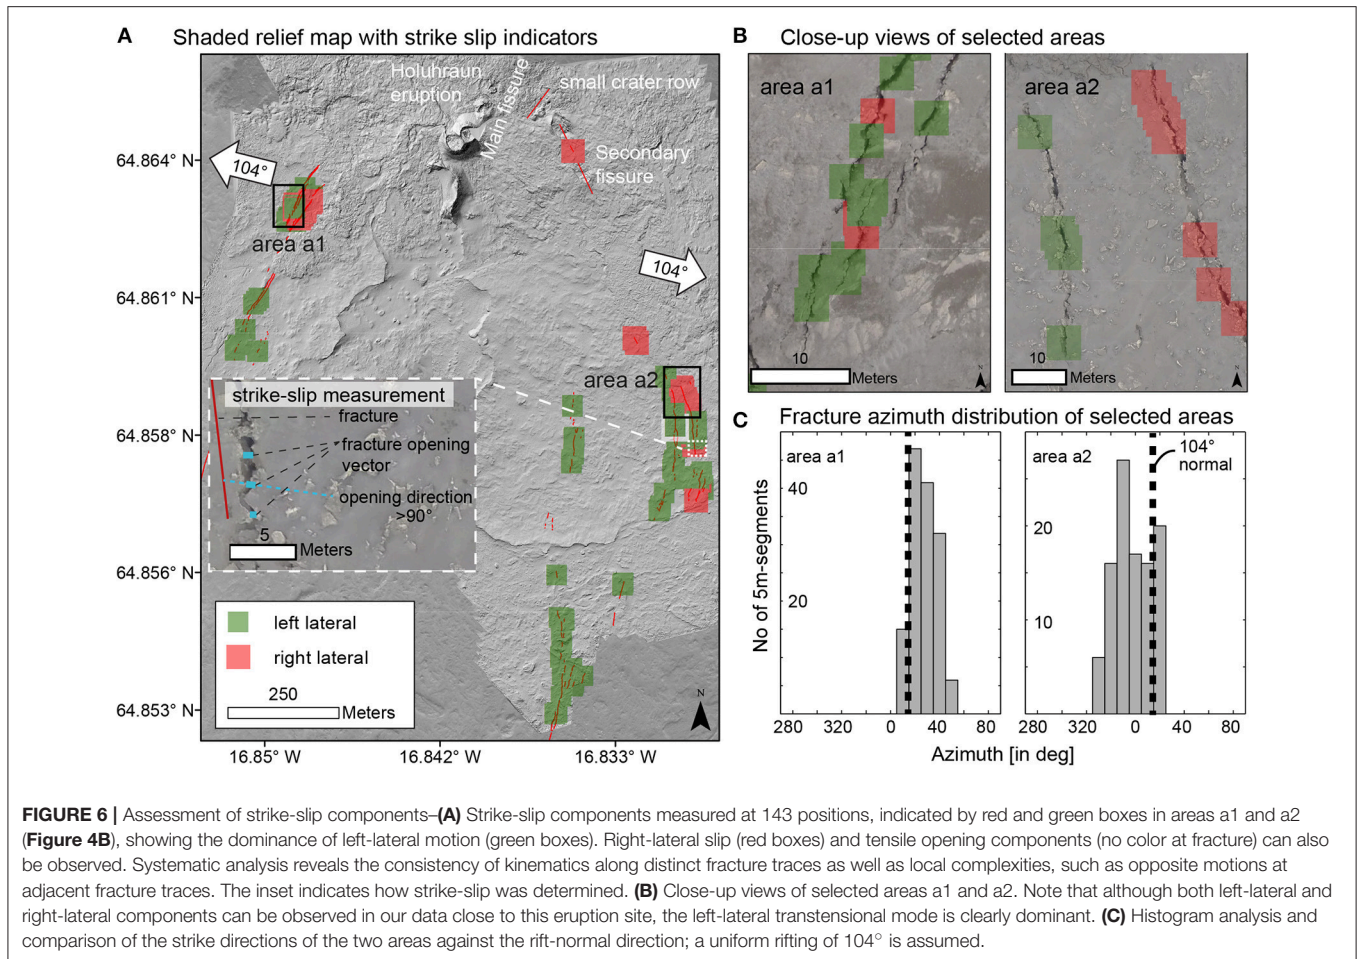 A Shaded relief map with strike slip indicators
Holuhraun
eruption
Main fissure
small crater row
Secondary
fissure
104°
area a1
104°
area a2
64.864° N
64.861° N
64.858° N
64.856° N
64.853° N
strike-slip measurement
fracture
fracture opening
vector
opening direction
>90°
5
Meters
left lateral
right lateral
250
Meters
N
16.85° W
16.842° W
16.833° W
B Close-up views of selected areas
area a1
10
Meters
N
area a2
10
Meters
N
C Fracture azimuth distribution of selected areas
area a1
No of 5m-segments
40
20
280 320 0 40 80
area a2
104°
normal
20
10
280 320 0 40 80
Azimuth [in deg]
FIGURE 6 | Assessment of strike-slip components–(A) Strike-slip components measured at 143 positions, indicated by red and green boxes in areas a1 and a2
(Figure 4B), showing the dominance of left-lateral motion (green boxes). Right-lateral slip (red boxes) and tensile opening components (no color at fracture) can also
be observed. Systematic analysis reveals the consistency of kinematics along distinct fracture traces as well as local complexities, such as opposite motions at
adjacent fracture traces. The inset indicates how strike-slip was determined. (B) Close-up views of selected areas a1 and a2. Note that although both left-lateral and
right-lateral components can be observed in our data close to this eruption site, the left-lateral transtensional mode is clearly dominant. (C) Histogram analysis and
comparison of the strike directions of the two areas against the rift-normal direction; a uniform rifting of 104° is assumed.